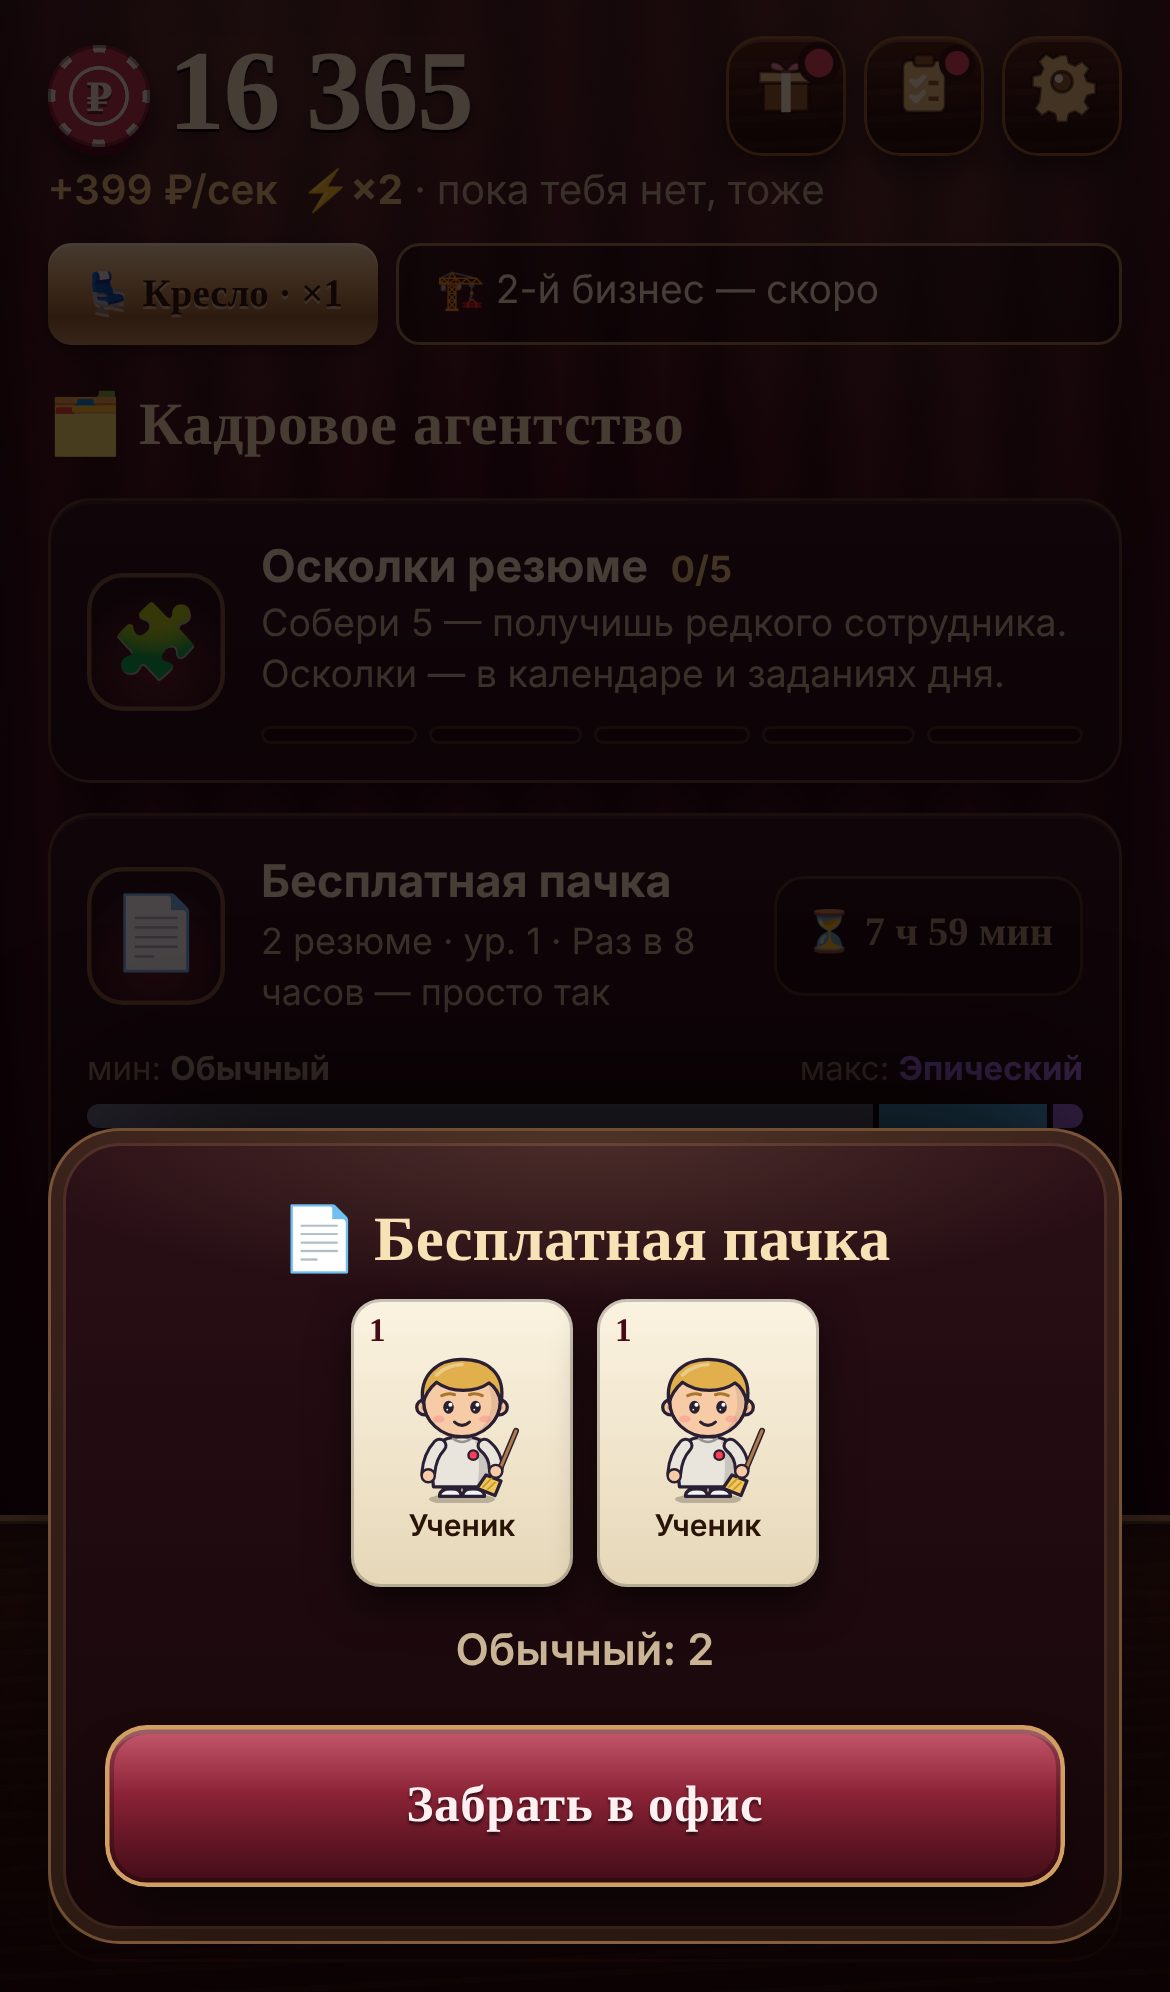 16 365
+399 ₽/сек ⚡×2 · пока тебя нет, тоже
Кресло · ×1
2-й бизнес — скоро
Кадровое агентство
Осколки резюме 0/5
Собери 5 — получишь редкого сотрудника.
Осколки — в календаре и заданиях дня.
Бесплатная пачка
2 резюме · ур. 1 · Раз в 8
часов — просто так
7 ч 59 мин
мин: Обычный
макс: Эпический
Бесплатная пачка
1
Ученик
1
Ученик
Обычный: 2
Забрать в офис